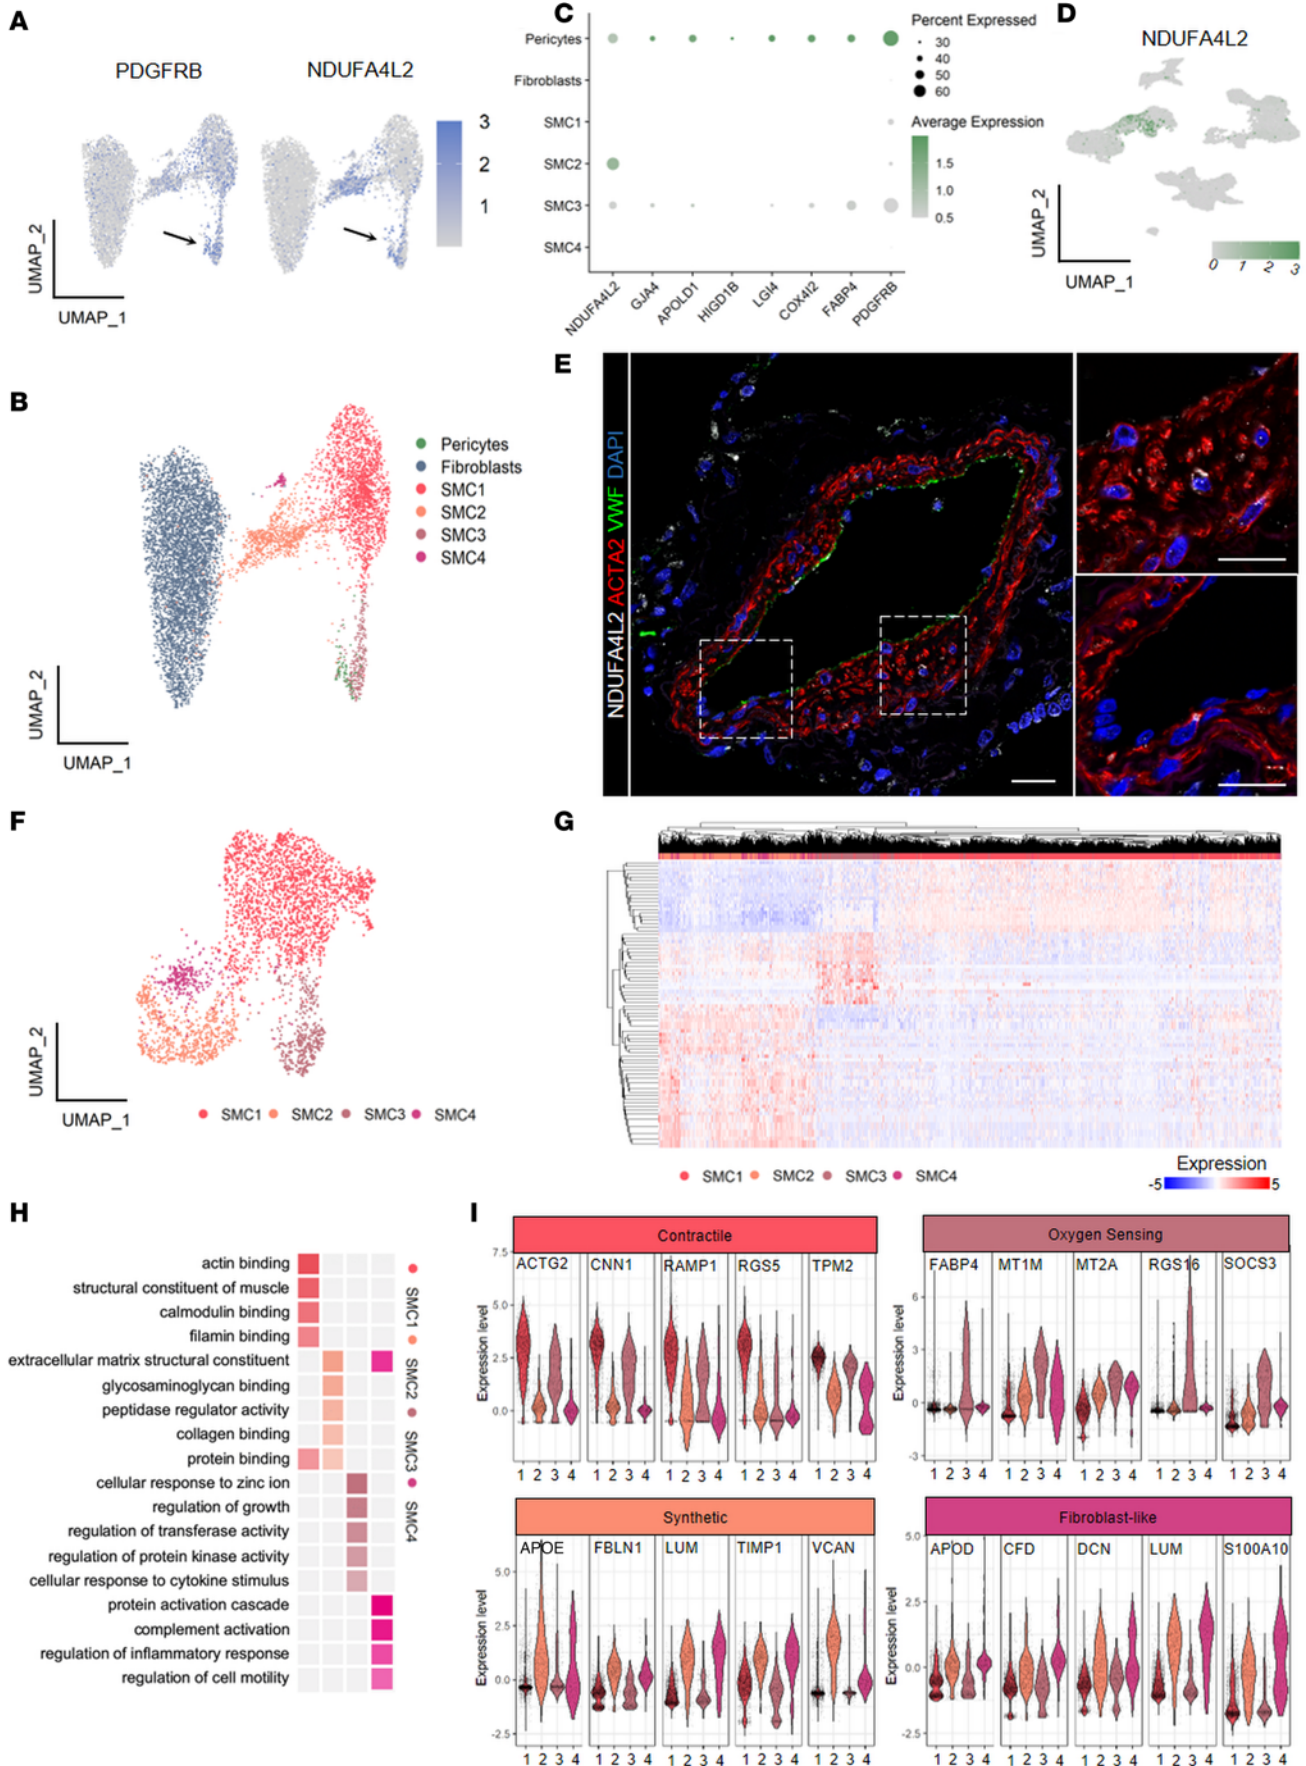 A
PDGFRB
NDUFA4L2
3
2
1
UMAP_2
UMAP_1
C
Pericytes
Fibroblasts
SMC1
SMC2
SMC3
SMC4
NDUFA4L2
GJA4
APOLD1
HIGD1B
LGI4
COX4I2
FABP4
PDGFRB
Percent Expressed
30
40
50
60
Average Expression
1.5
1.0
0.5
D
NDUFA4L2
UMAP_2
UMAP_1
0 1 2 3
B
Pericytes
Fibroblasts
SMC1
SMC2
SMC3
SMC4
UMAP_2
UMAP_1
E
NDUFA4L2 ACTA2 VWF DAPI
F
UMAP_2
UMAP_1
SMC1 SMC2 SMC3 SMC4
G
SMC1 SMC2 SMC3 SMC4
Expression
-5 5
H
actin binding
structural constituent of muscle
calmodulin binding
filamin binding
extracellular matrix structural constituent
glycosaminoglycan binding
peptidase regulator activity
collagen binding
protein binding
cellular response to zinc ion
regulation of growth
regulation of transferase activity
regulation of protein kinase activity
cellular response to cytokine stimulus
protein activation cascade
complement activation
regulation of inflammatory response
regulation of cell motility
SMC1
SMC2
SMC3
SMC4
I
Contractile
ACTG2 CNN1 RAMP1 RGS5 TPM2
Expression level
7.5
5.0
2.5
0.0
1 2 3 4 1 2 3 4 1 2 3 4 1 2 3 4 1 2 3 4
Oxygen Sensing
FABP4 MT1M MT2A RGS16 SOCS3
Expression level
6
3
0
-3
1 2 3 4 1 2 3 4 1 2 3 4 1 2 3 4 1 2 3 4
Synthetic
APOE FBLN1 LUM TIMP1 VCAN
Expression level
5.0
2.5
0.0
-2.5
1 2 3 4 1 2 3 4 1 2 3 4 1 2 3 4 1 2 3 4
Fibroblast-like
APOD CFD DCN LUM S100A10
Expression level
5.0
2.5
0.0
-2.5
1 2 3 4 1 2 3 4 1 2 3 4 1 2 3 4 1 2 3 4